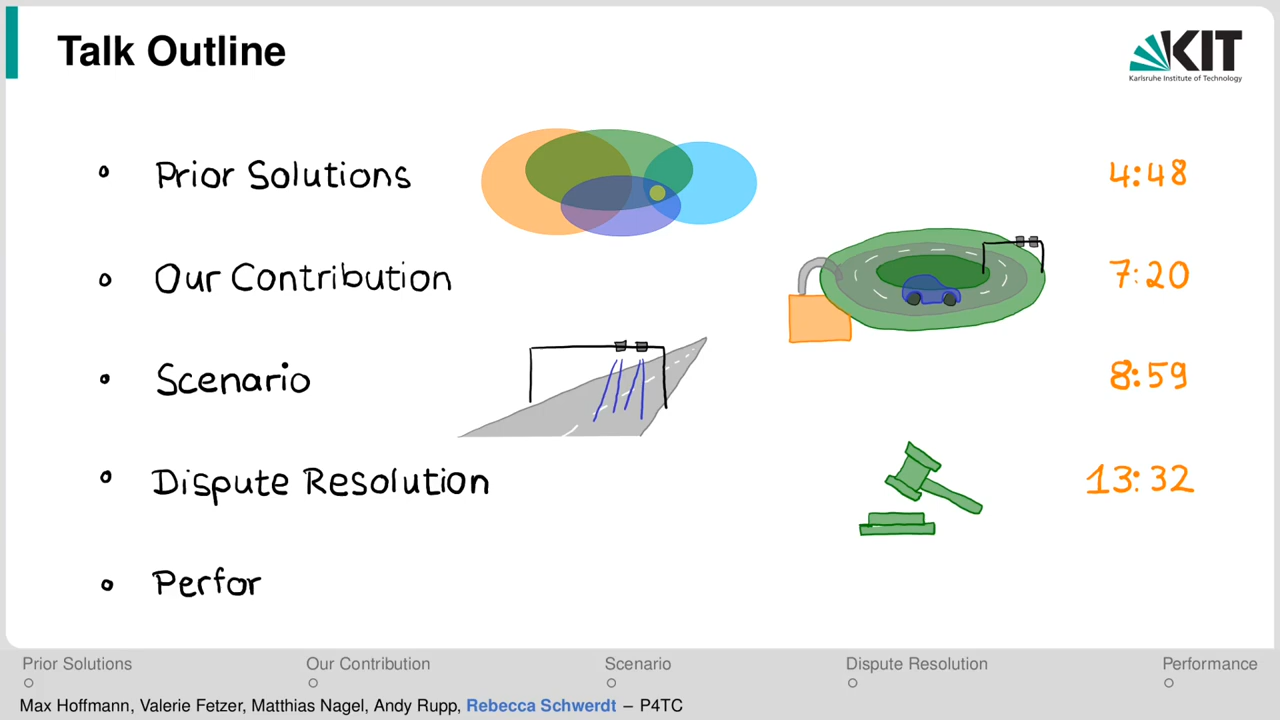 Talk Outline
KIT
Karlsruhe Institute of Technology
Prior Solutions 4:48
Our Contribution 7:20
Scenario 8:59
Dispute Resolution 13:32
Perfor
Prior Solutions Our Contribution Scenario Dispute Resolution Performance
Max Hoffmann, Valerie Fetzer, Matthias Nagel, Andy Rupp, Rebecca Schwerdt – P4TC